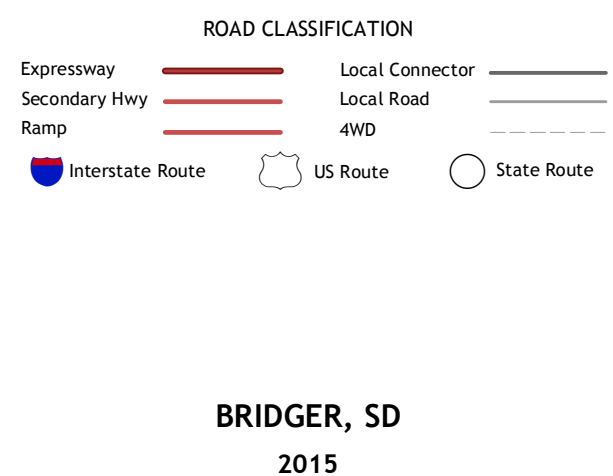 ROAD CLASSIFICATION
Expressway
Local Connector
Secondary Hwy
Local Road
Ramp
4WD
Interstate Route
US Route
State Route
BRIDGER, SD
2015